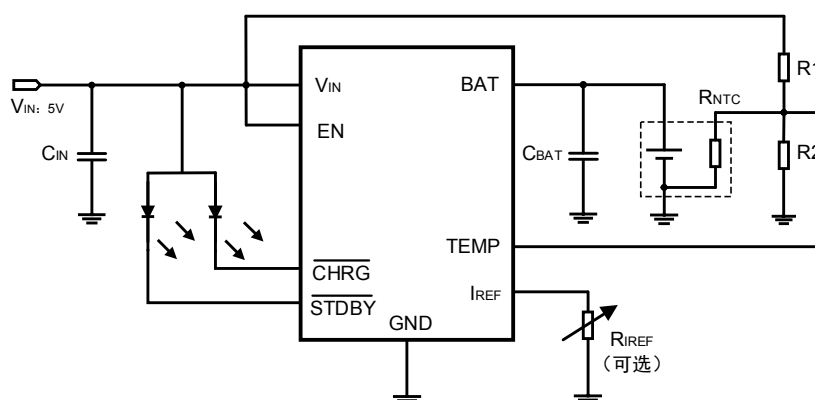 R1
VIN
BAT
VIN: 5V
RNTC
EN
CIN
CBAT
R2
TEMP
CHRG
IREF
STDBY
GND
RIREF
（可选）